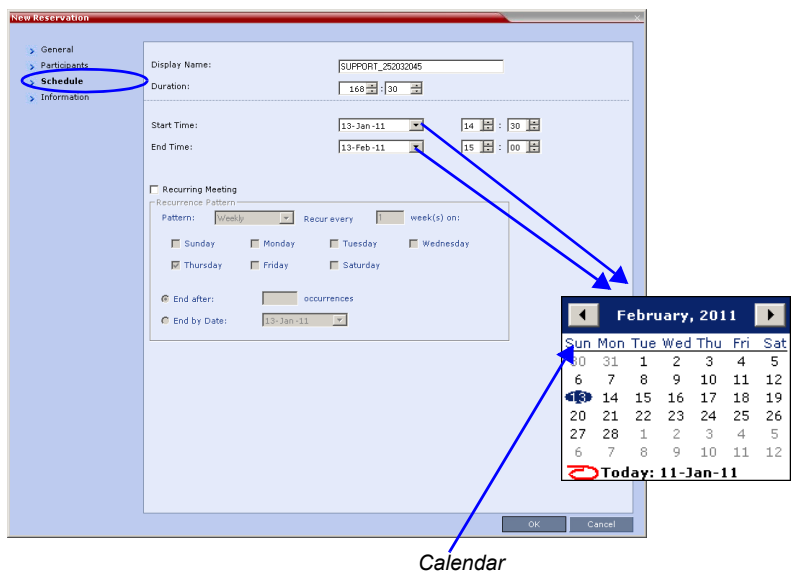 New Reservation
General
Participants
Schedule
Information
Display Name: SUPPORT_252032045
Duration: 168 : 30
Start Time: 13-Jan-11 14 : 30
End Time: 13-Feb-11 15 : 00
Recurring Meeting
Recurrence Pattern
Pattern: Weekly Recur every 1 week(s) on:
Sunday Monday Tuesday Wednesday
Thursday Friday Saturday
End after: occurrences
End by Date: 13-Jan-11
February, 2011
Sun Mon Tue Wed Thu Fri Sat
30 31 1 2 3 4 5
6 7 8 9 10 11 12
13 14 15 16 17 18 19
20 21 22 23 24 25 26
27 28 1 2 3 4 5
6 7 8 9 10 11 12
Today: 11-Jan-11
OK Cancel
Calendar